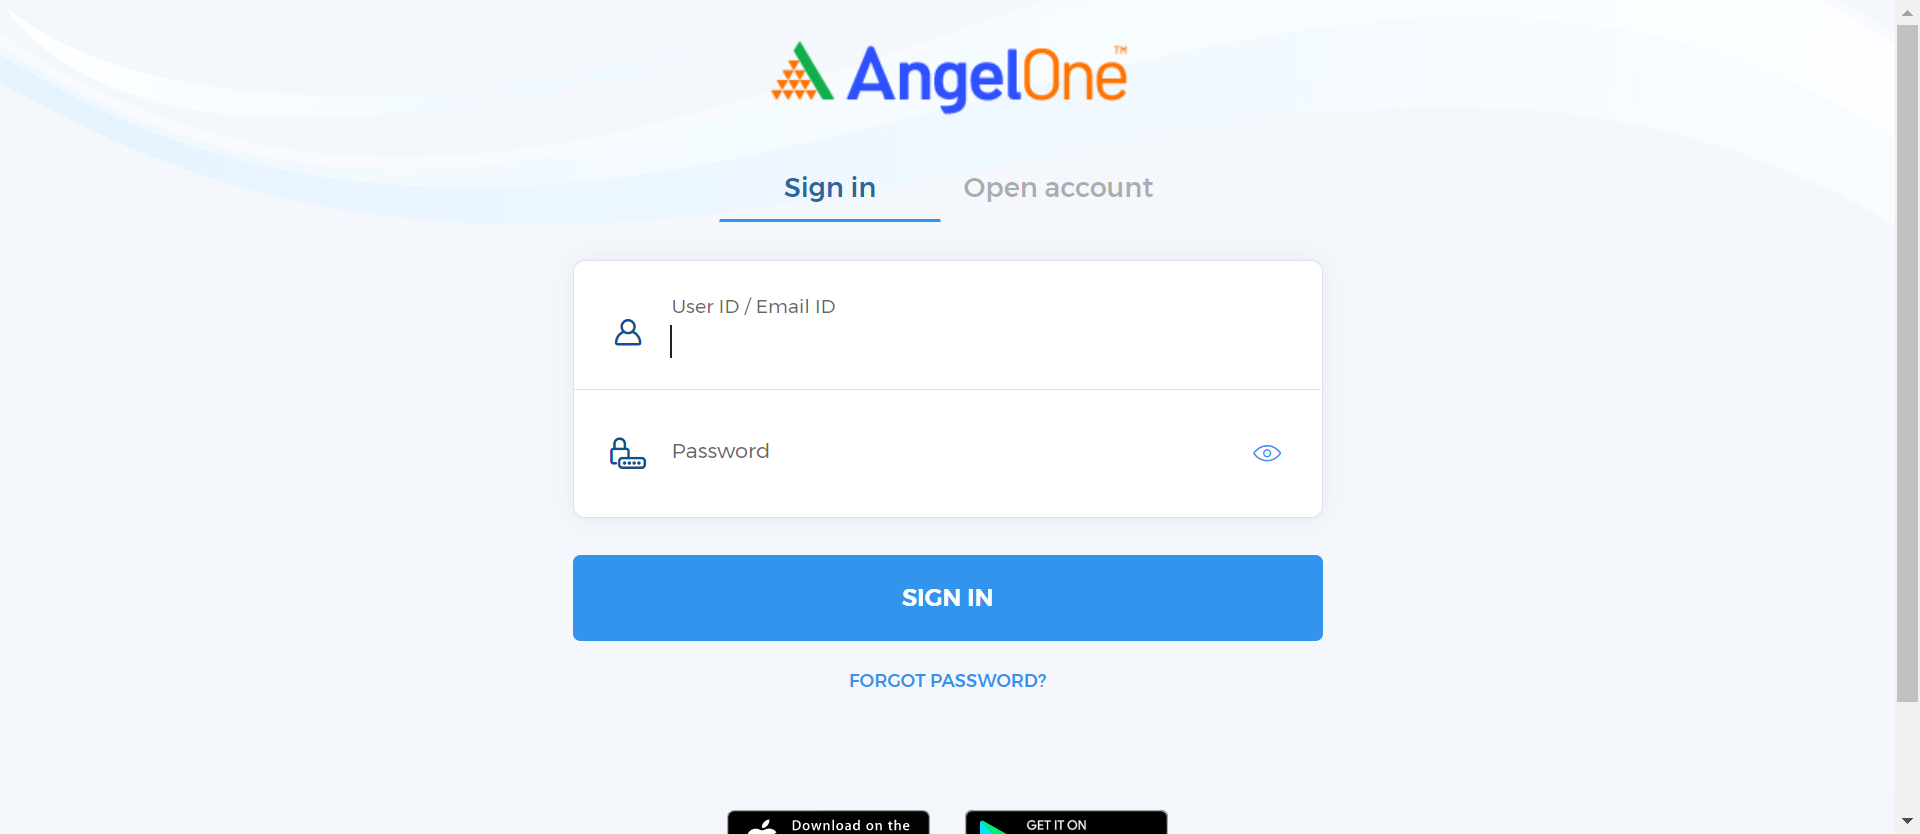 AngelOne™
Sign in
Open account
User ID / Email ID
Password
SIGN IN
FORGOT PASSWORD?
Download on the
GET IT ON